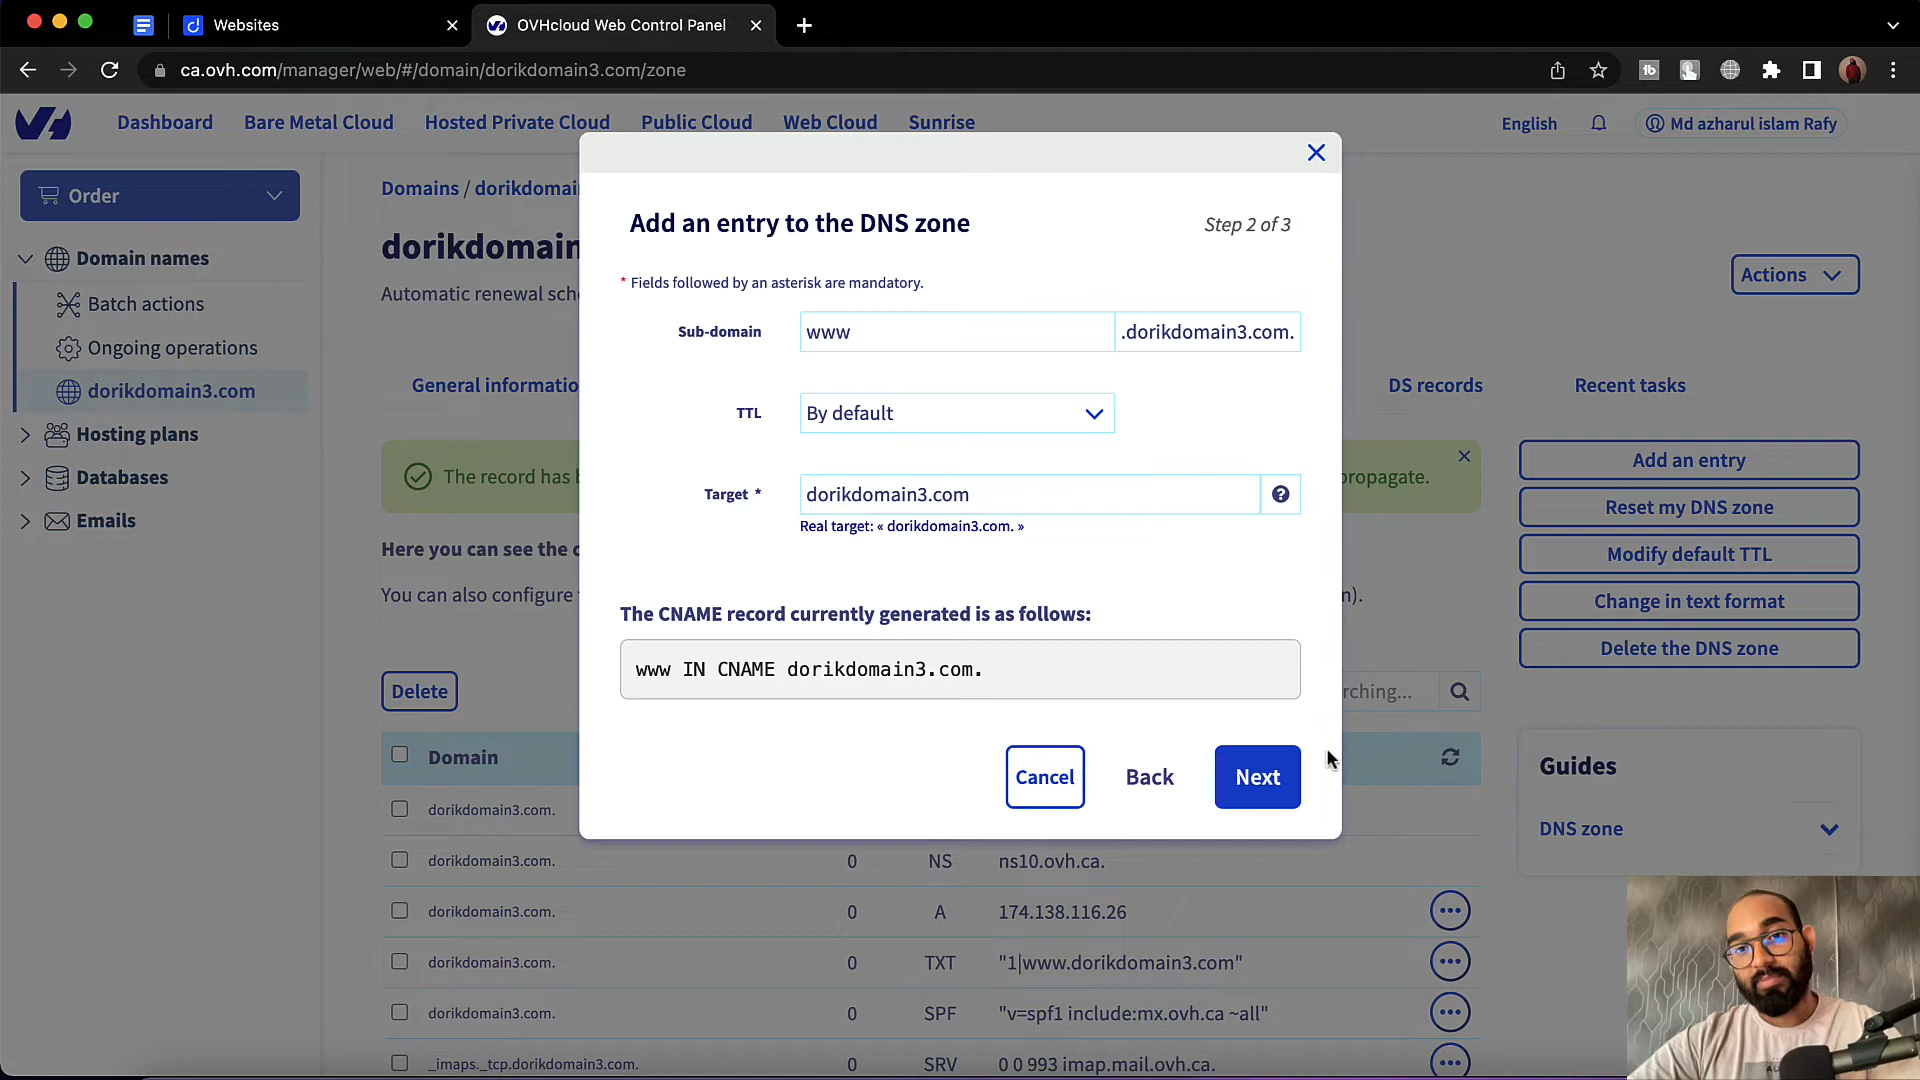 Websites
OVHcloud Web Control Panel
ca.ovh.com/manager/web/#/domain/dorikdomain3.com/zone
Dashboard
Bare Metal Cloud
Hosted Private Cloud
Public Cloud
Web Cloud
Sunrise
English
Md azharul islam Rafy
Order
Domain names
Batch actions
Ongoing operations
dorikdomain3.com
Hosting plans
Databases
Emails
Domains / dorikdomai
dorikdomain
Automatic renewal sch
Actions
General informatio
DS records
Recent tasks
The record has b
propagate.
Here you can see the c
You can also configure
n).
Add an entry
Reset my DNS zone
Modify default TTL
Change in text format
Delete the DNS zone
Add an entry to the DNS zone
Step 2 of 3
* Fields followed by an asterisk are mandatory.
Sub-domain
www
.dorikdomain3.com.
TTL
By default
Target *
dorikdomain3.com
Real target: « dorikdomain3.com. »
The CNAME record currently generated is as follows:
www IN CNAME dorikdomain3.com.
Cancel
Back
Next
Delete
rching...
Domain
dorikdomain3.com.
dorikdomain3.com. 0 NS ns10.ovh.ca.
dorikdomain3.com. 0 A 174.138.116.26
dorikdomain3.com. 0 TXT "1|www.dorikdomain3.com"
dorikdomain3.com. 0 SPF "v=spf1 include:mx.ovh.ca ~all"
_imaps._tcp.dorikdomain3.com. 0 SRV 0 0 993 imap.mail.ovh.ca.
Guides
DNS zone